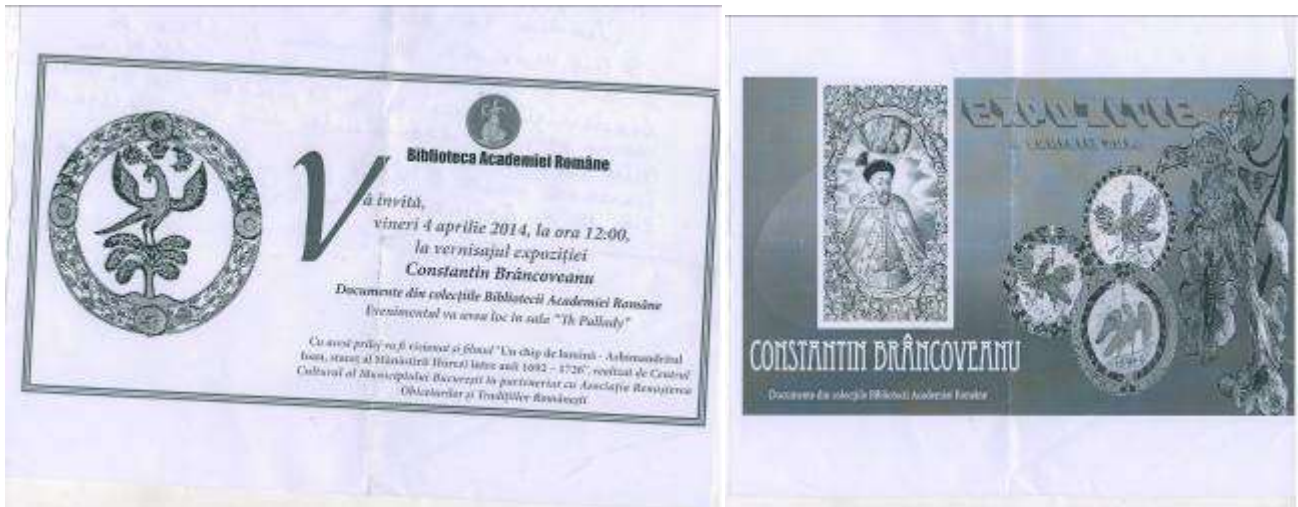 Biblioteca Academiei Române
Vă invită,
vineri 4 aprilie 2014, la ora 12:00,
la vernisajul expoziției
Constantin Brâncoveanu
Documente din colecțiile Bibliotecii Academiei Române
Evenimentul va avea loc în sala "Th Pallady"
Cu acest prilej va fi vizionat și filmul "Un chip de lumină - Arhimandritul
Ioan, stareț al Mănăstirii Hurezi între anii 1692 - 1726", realizat de Centrul
Cultural al Municipiului București în parteneriat cu Asociația Renașterea
Obiceiurilor și Tradițiilor Românești
EXPOZIȚIE
CONSTANTIN BRÂNCOVEANU
Documente din colecțiile Bibliotecii Academiei Române